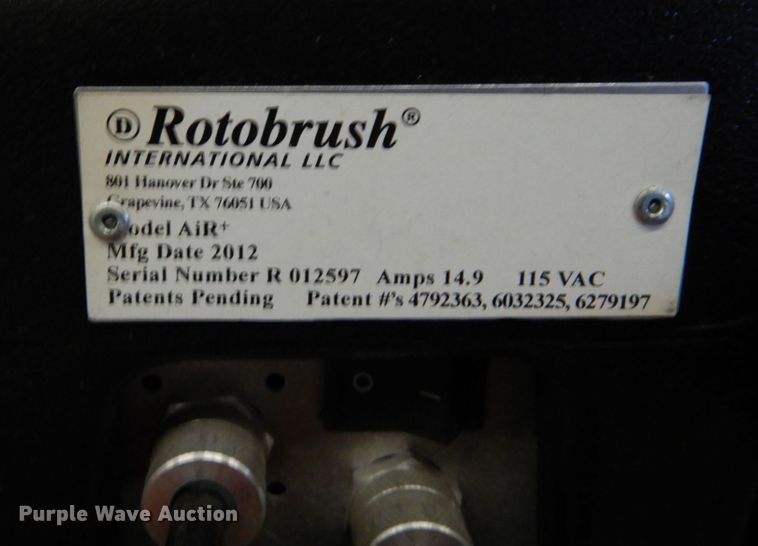 D Rotobrush®
INTERNATIONAL LLC
801 Hanover Dr Ste 700
Grapevine, TX 76051 USA
Model AiR+
Mfg Date 2012
Serial Number R 012597 Amps 14.9 115 VAC
Patents Pending Patent #'s 4792363, 6032325, 6279197
Purple Wave Auction